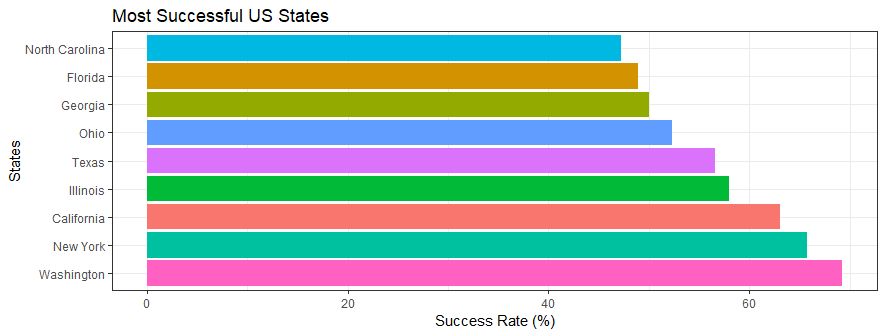 Most Successful US States
North Carolina
Florida
Georgia
Ohio
Texas
Illinois
California
New York
Washington
States
0 20 40 60
Success Rate (%)